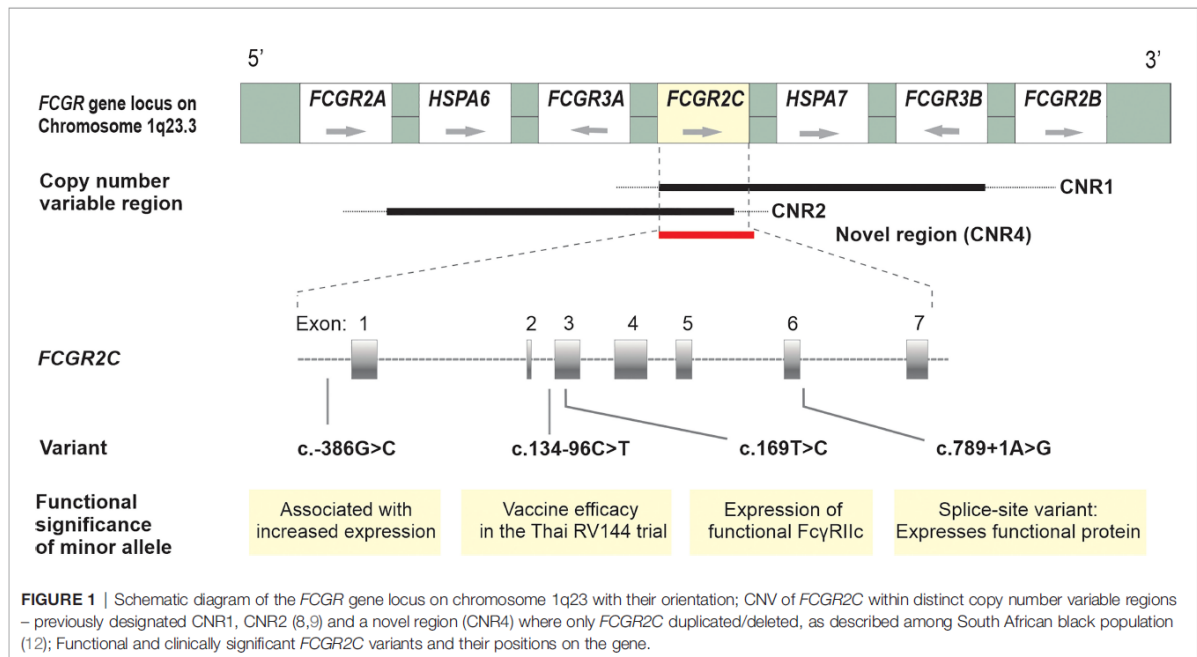 5’ 3’
FCGR gene locus on
Chromosome 1q23.3
FCGR2A HSPA6 FCGR3A FCGR2C HSPA7 FCGR3B FCGR2B
Copy number
variable region
CNR1
CNR2
Novel region (CNR4)
Exon: 1 2 3 4 5 6 7
FCGR2C
Variant c.-386G>C c.134-96C>T c.169T>C c.789+1A>G
Functional
significance
of minor allele
Associated with
increased expression
Vaccine efficacy
in the Thai RV144 trial
Expression of
functional FcγRIIc
Splice-site variant:
Expresses functional protein
FIGURE 1 | Schematic diagram of the FCGR gene locus on chromosome 1q23 with their orientation; CNV of FCGR2C within distinct copy number variable regions
– previously designated CNR1, CNR2 (8,9) and a novel region (CNR4) where only FCGR2C duplicated/deleted, as described among South African black population
(12); Functional and clinically significant FCGR2C variants and their positions on the gene.